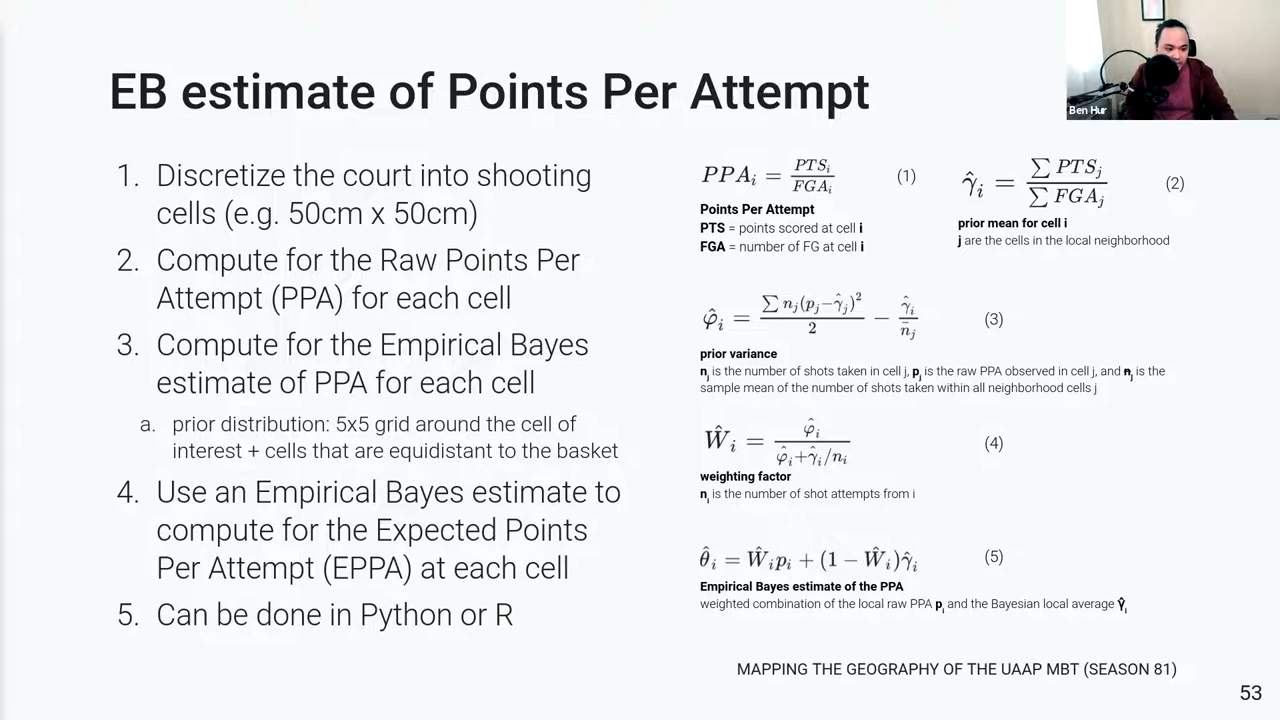 EB estimate of Points Per Attempt
Ben Hur
1. Discretize the court into shooting
cells (e.g. 50cm x 50cm)
2. Compute for the Raw Points Per
Attempt (PPA) for each cell
3. Compute for the Empirical Bayes
estimate of PPA for each cell
a. prior distribution: 5x5 grid around the cell of
interest + cells that are equidistant to the basket
4. Use an Empirical Bayes estimate to
compute for the Expected Points
Per Attempt (EPPA) at each cell
5. Can be done in Python or R
PPA_i = PTS_i / FGA_i (1)
Points Per Attempt
PTS = points scored at cell i
FGA = number of FG at cell i
γ̂_i = ∑ PTS_j / ∑ FGA_j (2)
prior mean for cell i
j are the cells in the local neighborhood
φ̂_i = ∑ n_j(p_j − γ̂_j)² / 2 − γ̂_i / n̄_j (3)
prior variance
n_j is the number of shots taken in cell j, p_j is the raw PPA observed in cell j, and n̄_j is the
sample mean of the number of shots taken within all neighborhood cells j
Ŵ_i = φ̂_i / φ̂_i + γ̂_i/n_i (4)
weighting factor
n_i is the number of shot attempts from i
θ̂_i = Ŵ_i p_i + (1 − Ŵ_i)γ̂_i (5)
Empirical Bayes estimate of the PPA
weighted combination of the local raw PPA p_i and the Bayesian local average Ŷ_i
MAPPING THE GEOGRAPHY OF THE UAAP MBT (SEASON 81)
53